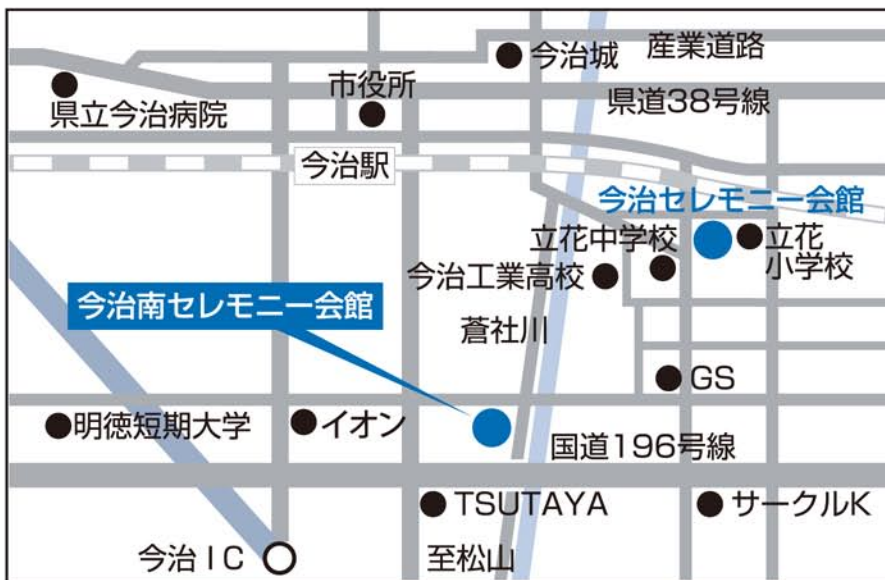 今治城
産業道路
市役所
県道38号線
県立今治病院
今治駅
今治セレモニー会館
立花中学校
立花
小学校
今治工業高校
今治南セレモニー会館
蒼社川
GS
明徳短期大学
イオン
国道196号線
TSUTAYA
サークルK
今治IC
至松山